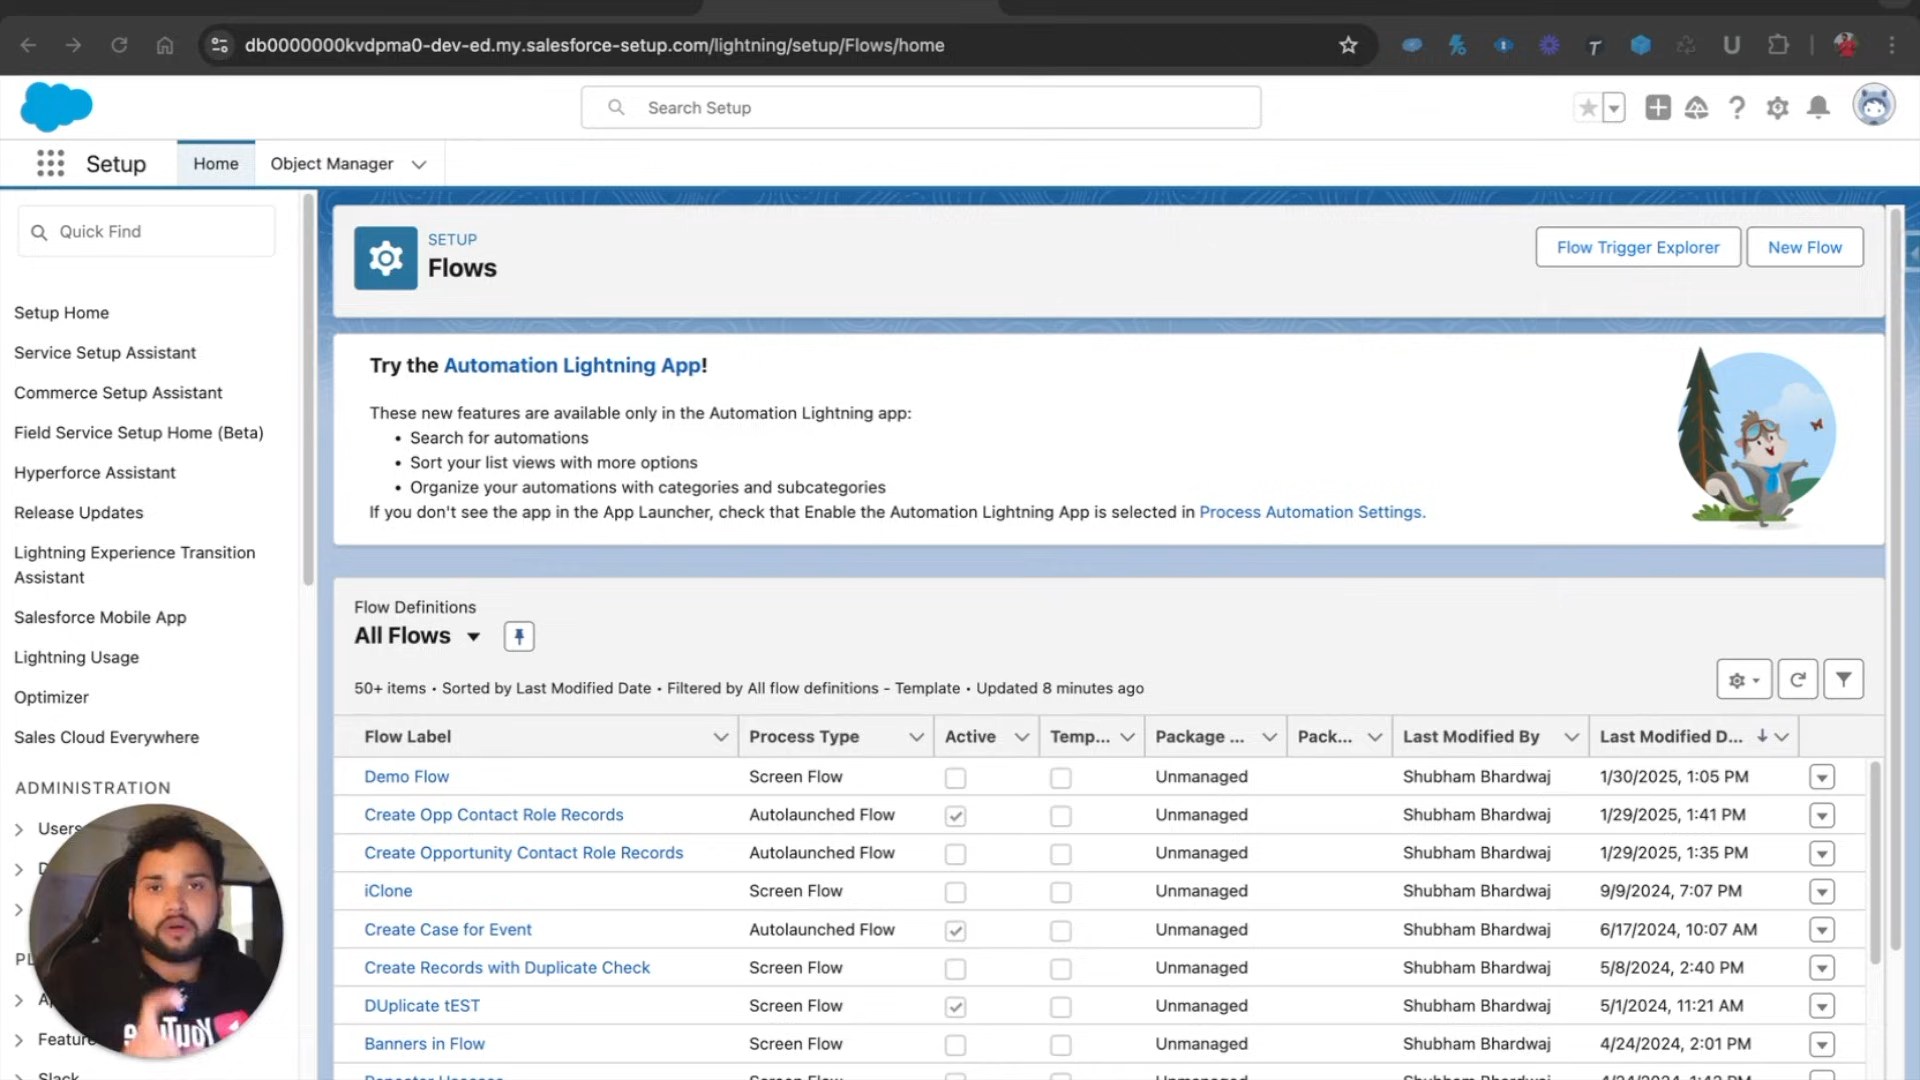 db0000000kvdpma0-dev-ed.my.salesforce-setup.com/lightning/setup/Flows/home
Search Setup
Setup
Home
Object Manager
Quick Find
Setup Home
Service Setup Assistant
Commerce Setup Assistant
Field Service Setup Home (Beta)
Hyperforce Assistant
Release Updates
Lightning Experience Transition
Assistant
Salesforce Mobile App
Lightning Usage
Optimizer
Sales Cloud Everywhere
ADMINISTRATION
Users
Feature
Slack
YouTube
SETUP
Flows
Flow Trigger Explorer
New Flow
Try the Automation Lightning App!
These new features are available only in the Automation Lightning app:
• Search for automations
• Sort your list views with more options
• Organize your automations with categories and subcategories
If you don't see the app in the App Launcher, check that Enable the Automation Lightning App is selected in Process Automation Settings.
Flow Definitions
All Flows
50+ items • Sorted by Last Modified Date • Filtered by All flow definitions - Template • Updated 8 minutes ago
Flow Label Process Type Active Temp... Package ... Pack... Last Modified By Last Modified D...
Demo Flow Screen Flow Unmanaged Shubham Bhardwaj 1/30/2025, 1:05 PM
Create Opp Contact Role Records Autolaunched Flow Unmanaged Shubham Bhardwaj 1/29/2025, 1:41 PM
Create Opportunity Contact Role Records Autolaunched Flow Unmanaged Shubham Bhardwaj 1/29/2025, 1:35 PM
iClone Screen Flow Unmanaged Shubham Bhardwaj 9/9/2024, 7:07 PM
Create Case for Event Autolaunched Flow Unmanaged Shubham Bhardwaj 6/17/2024, 10:07 AM
Create Records with Duplicate Check Screen Flow Unmanaged Shubham Bhardwaj 5/8/2024, 2:40 PM
DUplicate tEST Screen Flow Unmanaged Shubham Bhardwaj 5/1/2024, 11:21 AM
Banners in Flow Screen Flow Unmanaged Shubham Bhardwaj 4/24/2024, 2:01 PM